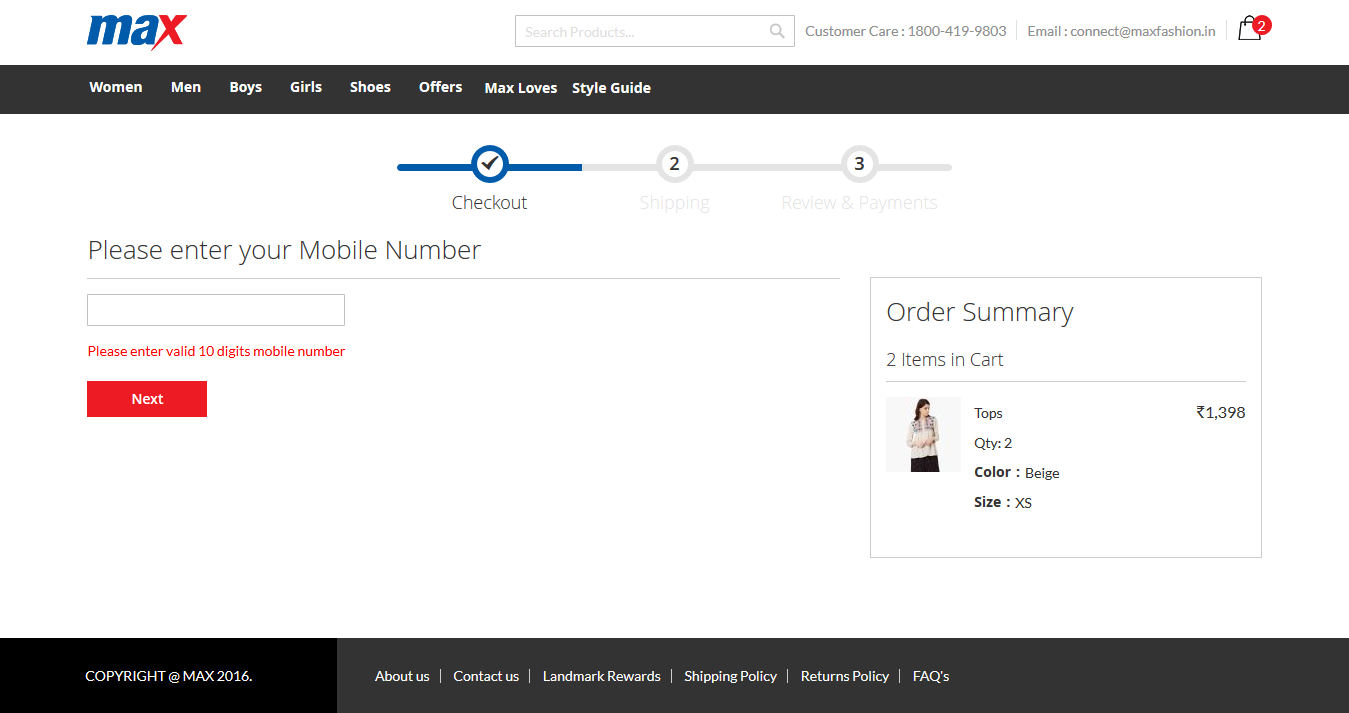 max
Search Products...
Customer Care : 1800-419-9803
Email : connect@maxfashion.in
2
Women Men Boys Girls Shoes Offers Max Loves Style Guide
2 3
Checkout Shipping Review & Payments
Please enter your Mobile Number
Please enter valid 10 digits mobile number
Next
Order Summary
2 Items in Cart
Tops ₹1,398
Qty: 2
Color : Beige
Size : XS
COPYRIGHT @ MAX 2016.
About us | Contact us | Landmark Rewards | Shipping Policy | Returns Policy | FAQ's